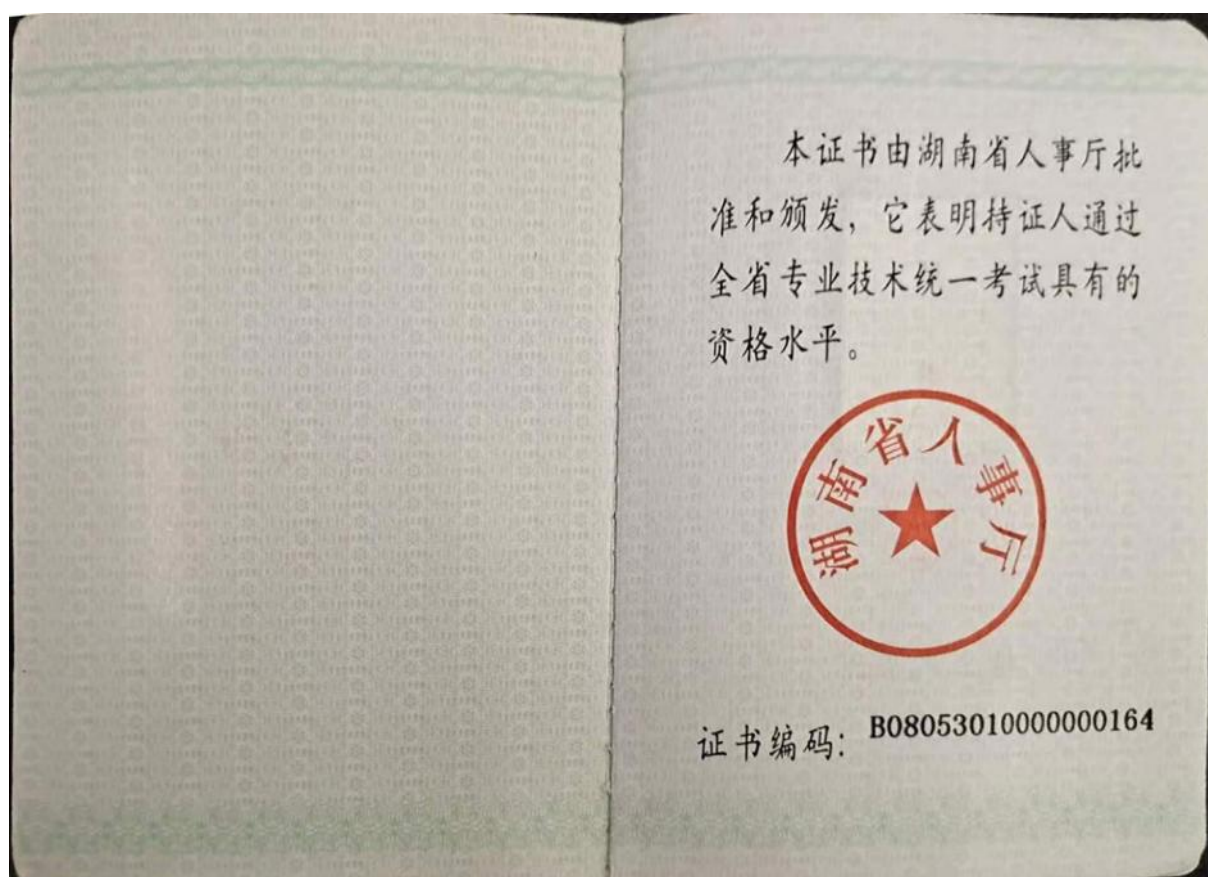 本证书由湖南省人事厅批
准和颁发，它表明持证人通过
全省专业技术统一考试具有的
资格水平。
湖南省人事厅
证书编码：B08053010000000164